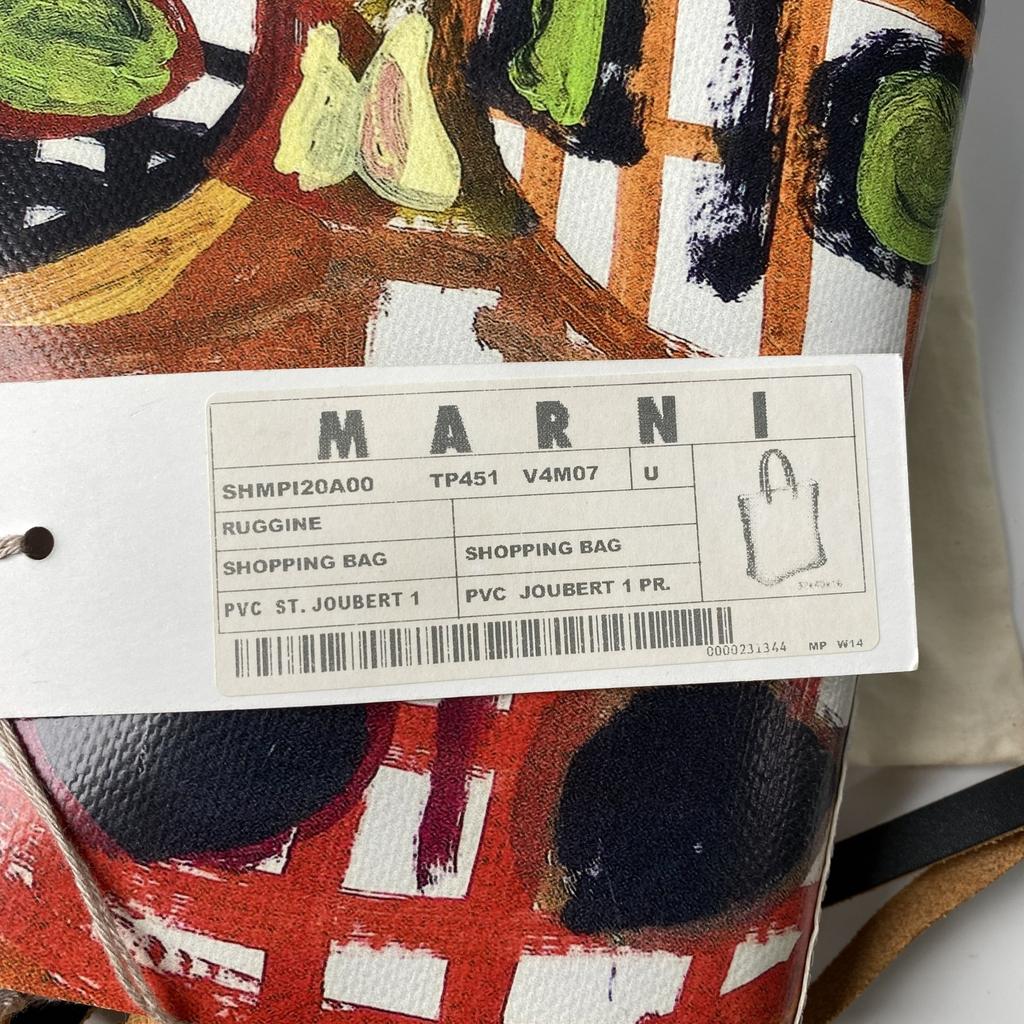 MARNI
SHMPI20A00 TP451 V4M07 U
RUGGINE
SHOPPING BAG SHOPPING BAG
PVC ST. JOUBERT 1 PVC JOUBERT 1 PR.
0000231344 MP W14